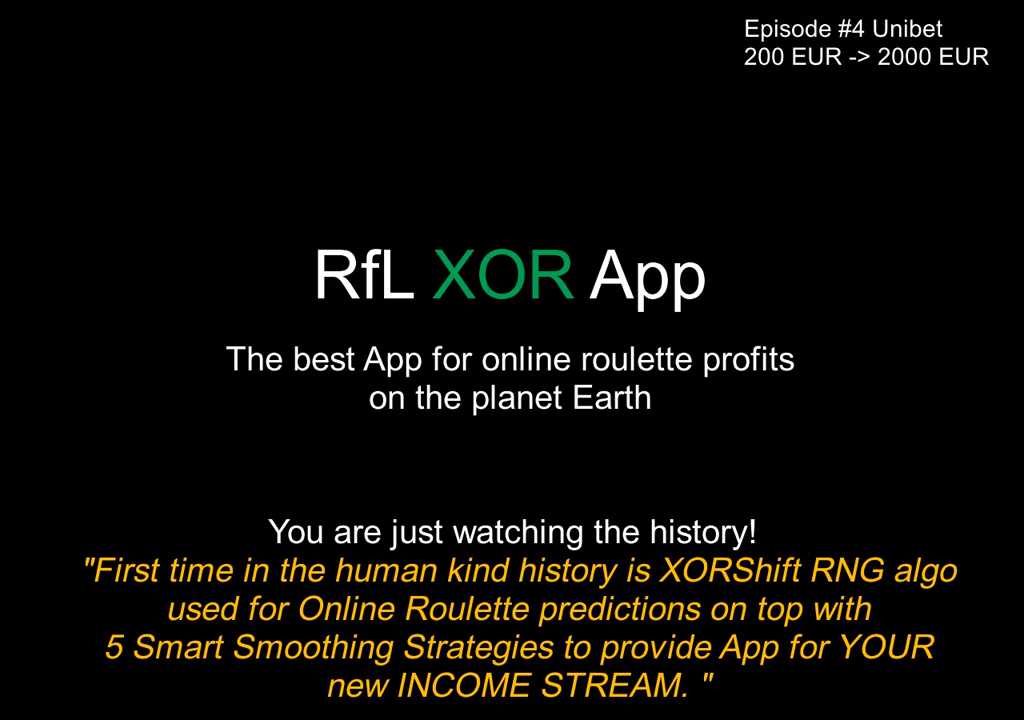 Episode #4 Unibet
200 EUR -> 2000 EUR
RfL XOR App
The best App for online roulette profits
on the planet Earth
You are just watching the history!
"First time in the human kind history is XORShift RNG algo
used for Online Roulette predictions on top with
5 Smart Smoothing Strategies to provide App for YOUR
new INCOME STREAM. "